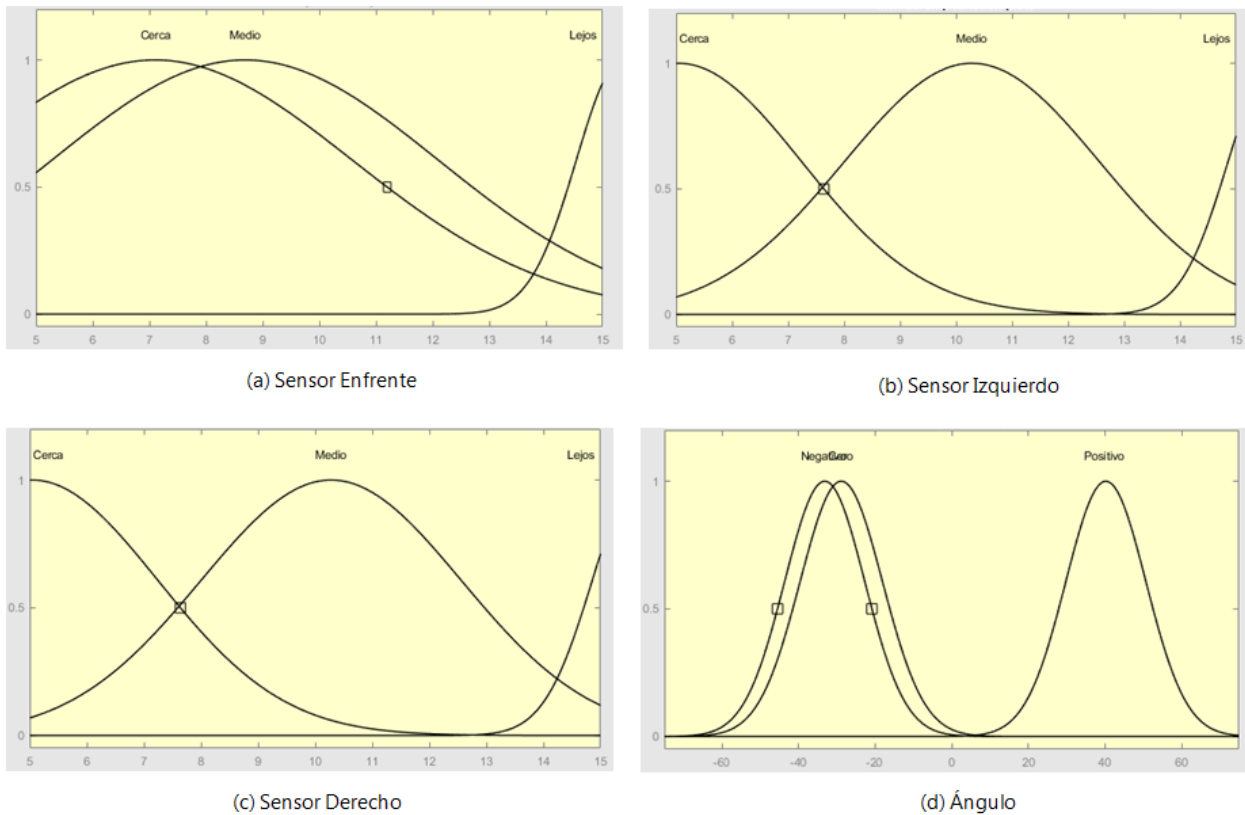 Cerca Medio Lejos
1
0.5
0
5 6 7 8 9 10 11 12 13 14 15
(a) Sensor Enfrente
Cerca Medio Lejos
1
0.5
0
5 6 7 8 9 10 11 12 13 14 15
(b) Sensor Izquierdo
Cerca Medio Lejos
1
0.5
0
5 6 7 8 9 10 11 12 13 14 15
(c) Sensor Derecho
Negativo Cero Positivo
1
0.5
0
-60 -40 -20 0 20 40 60
(d) Ángulo